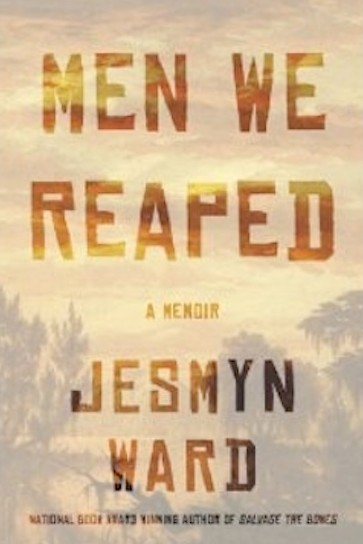 MEN WE
REAPED
A MEMOIR
JESMYN
WARD
NATIONAL BOOK AWARD WINNING AUTHOR OF SALVAGE THE BONES